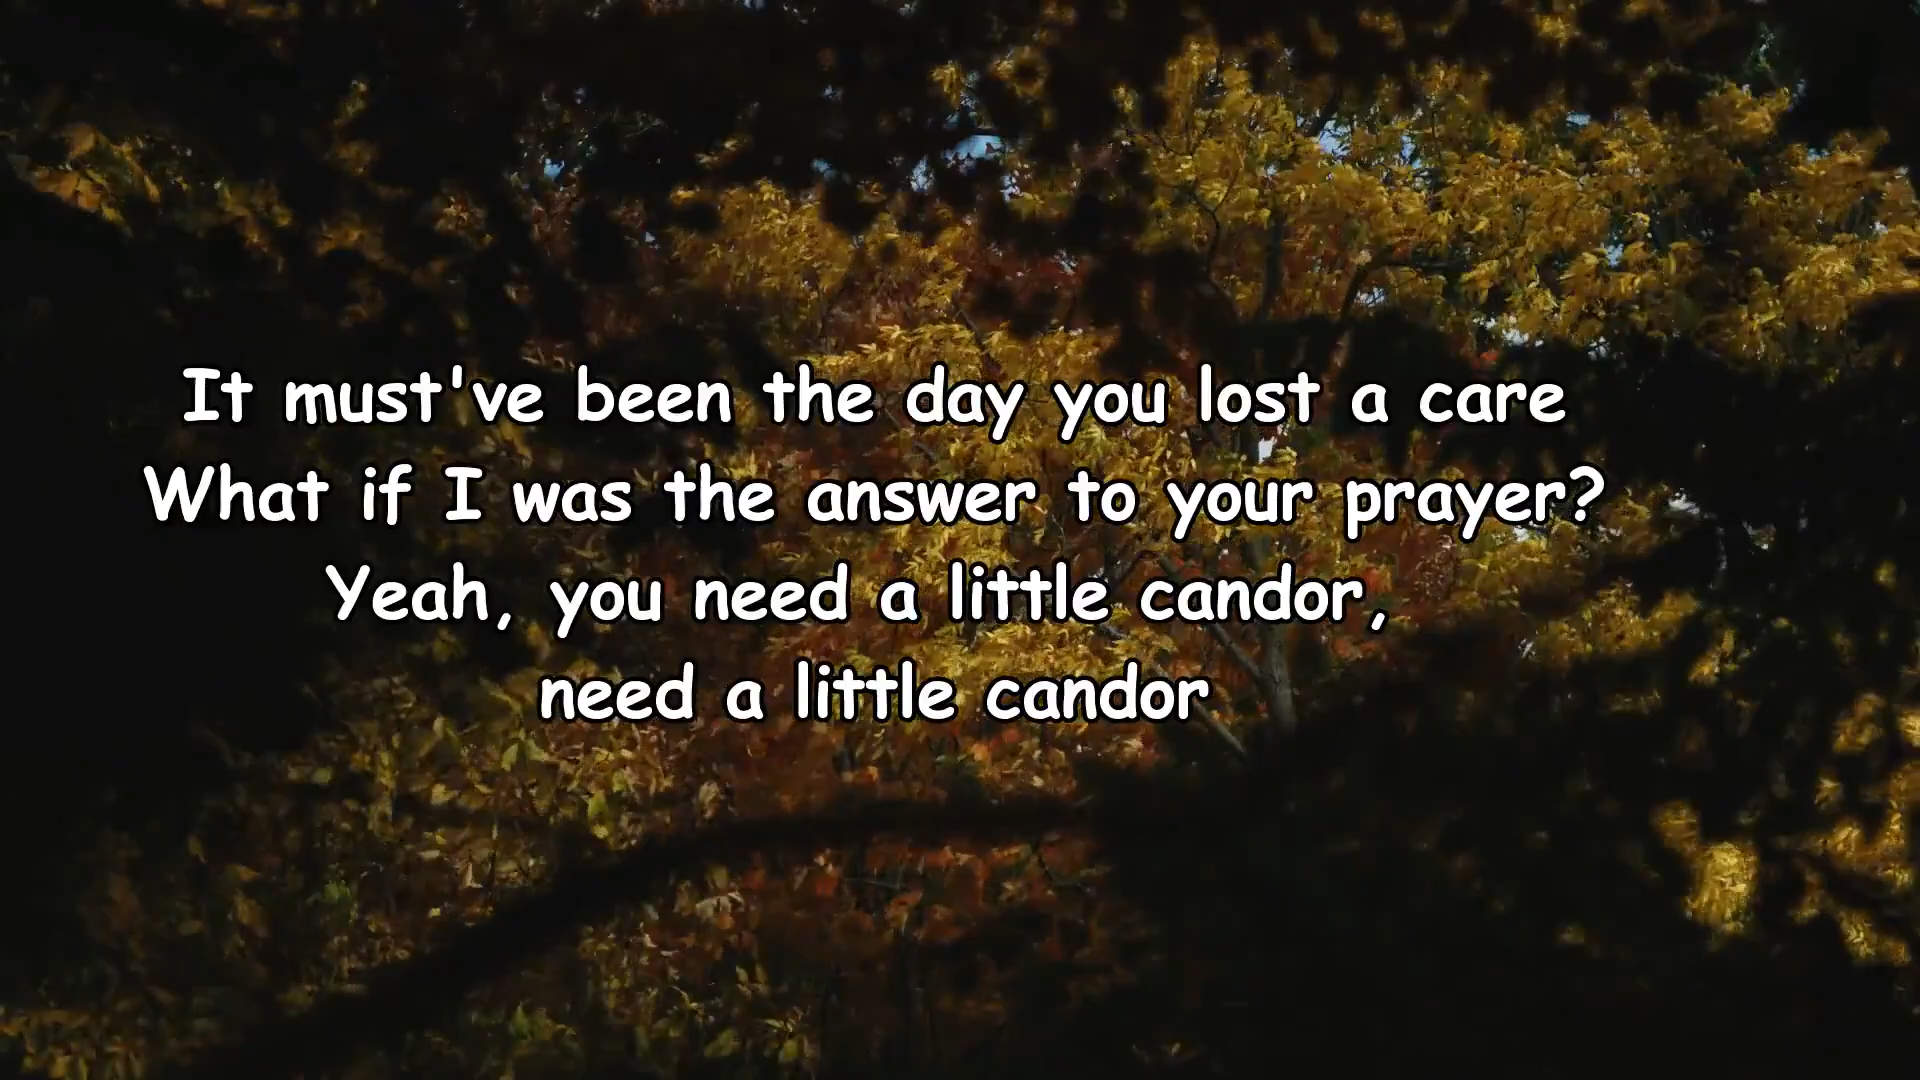 It must've been the day you lost a care
What if I was the answer to your prayer?
Yeah, you need a little candor,
need a little candor